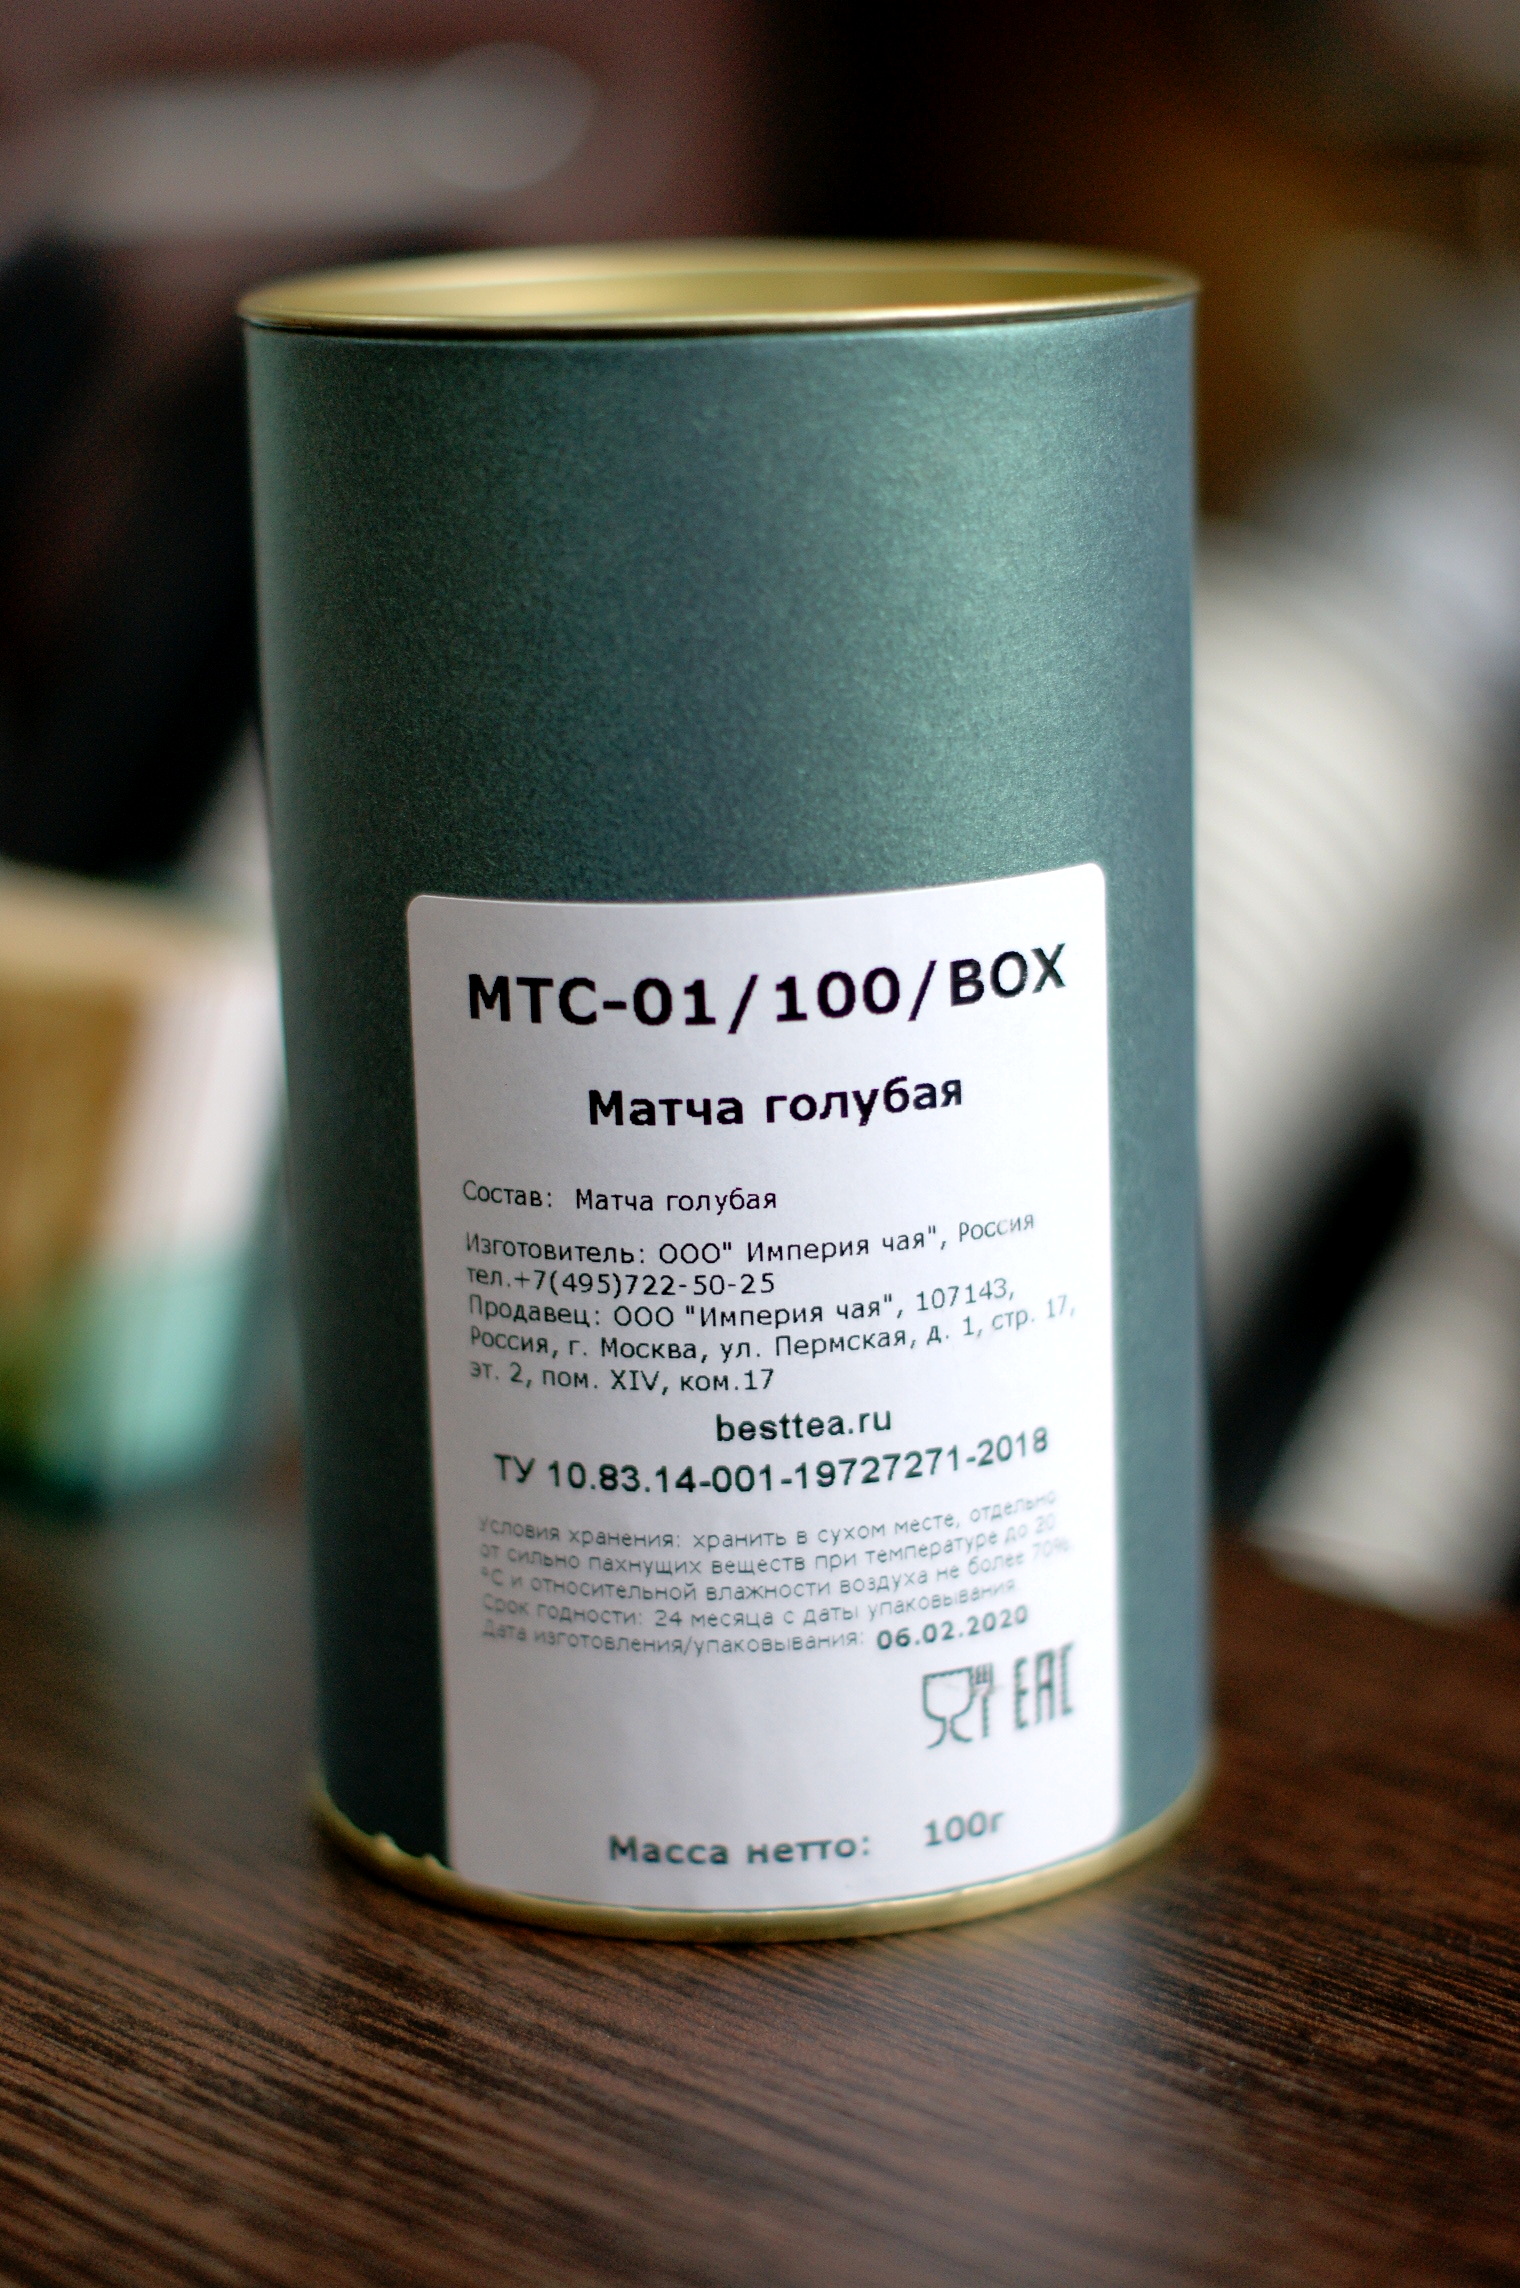 МТС-01/100/BOX
Матча голубая
Состав: Матча голубая
Изготовитель: ООО" Империя чая", Россия
тел.+7(495)722-50-25
Продавец: ООО "Империя чая", 107143,
Россия, г. Москва, ул. Пермская, д. 1, стр. 17,
эт. 2, пом. XIV, ком.17
besttea.ru
ТУ 10.83.14-001-19727271-2018
Условия хранения: хранить в сухом месте, отдельно
от сильно пахнущих веществ при температуре до 20
°С и относительной влажности воздуха не более 70%.
Срок годности: 24 месяца с даты упаковывания
Дата изготовления/упаковывания: 06.02.2020
EAC
Масса нетто: 100г